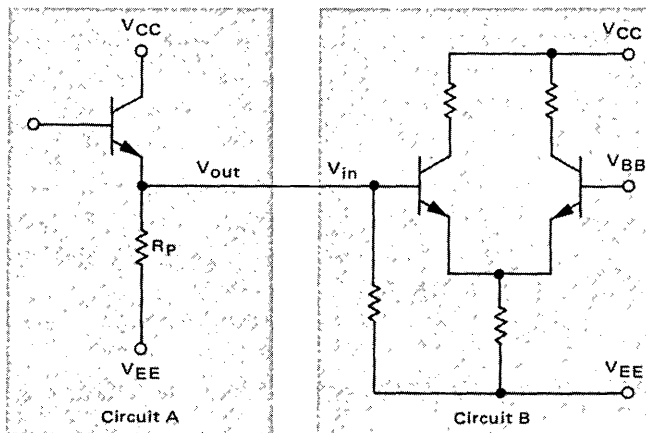 VCC
Vout
RP
VEE
Circuit A
VCC
Vin
VBB
VEE
Circuit B